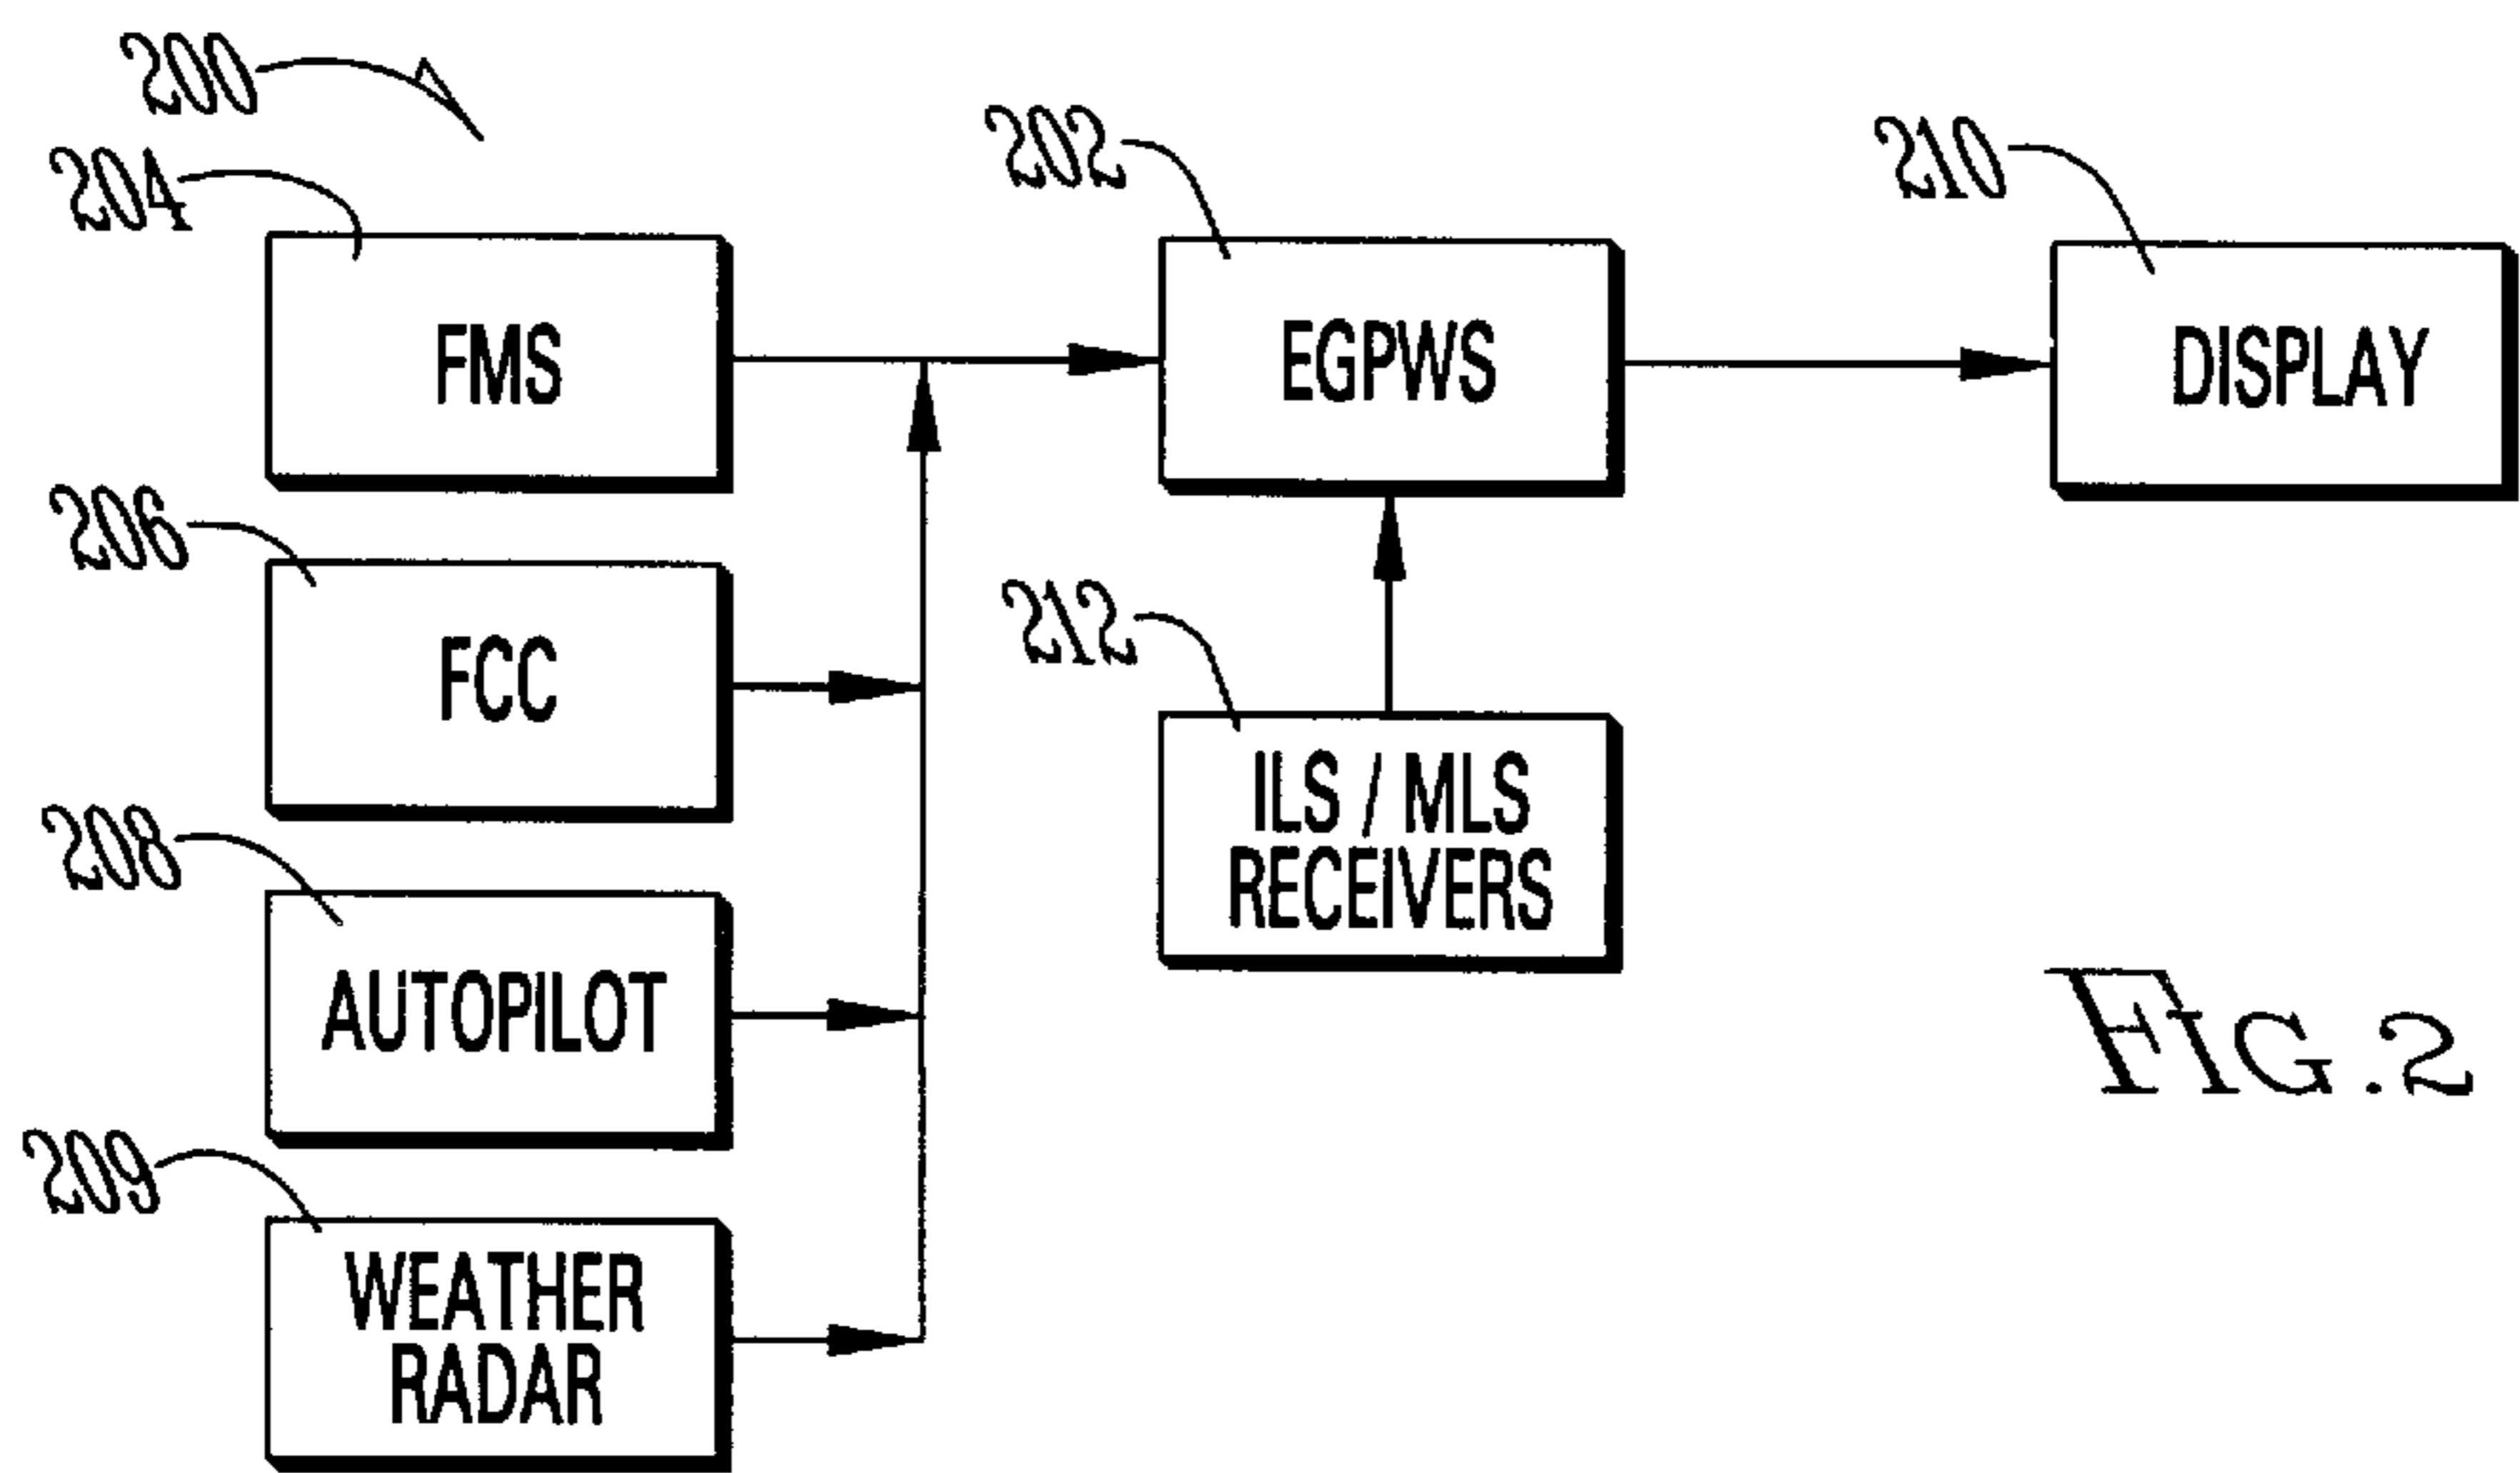 200
204
FMS
202
EGPWS
210
DISPLAY
206
FCC
212
ILS / MLS
RECEIVERS
208
AUTOPILOT
209
WEATHER
RADAR
FIG.2